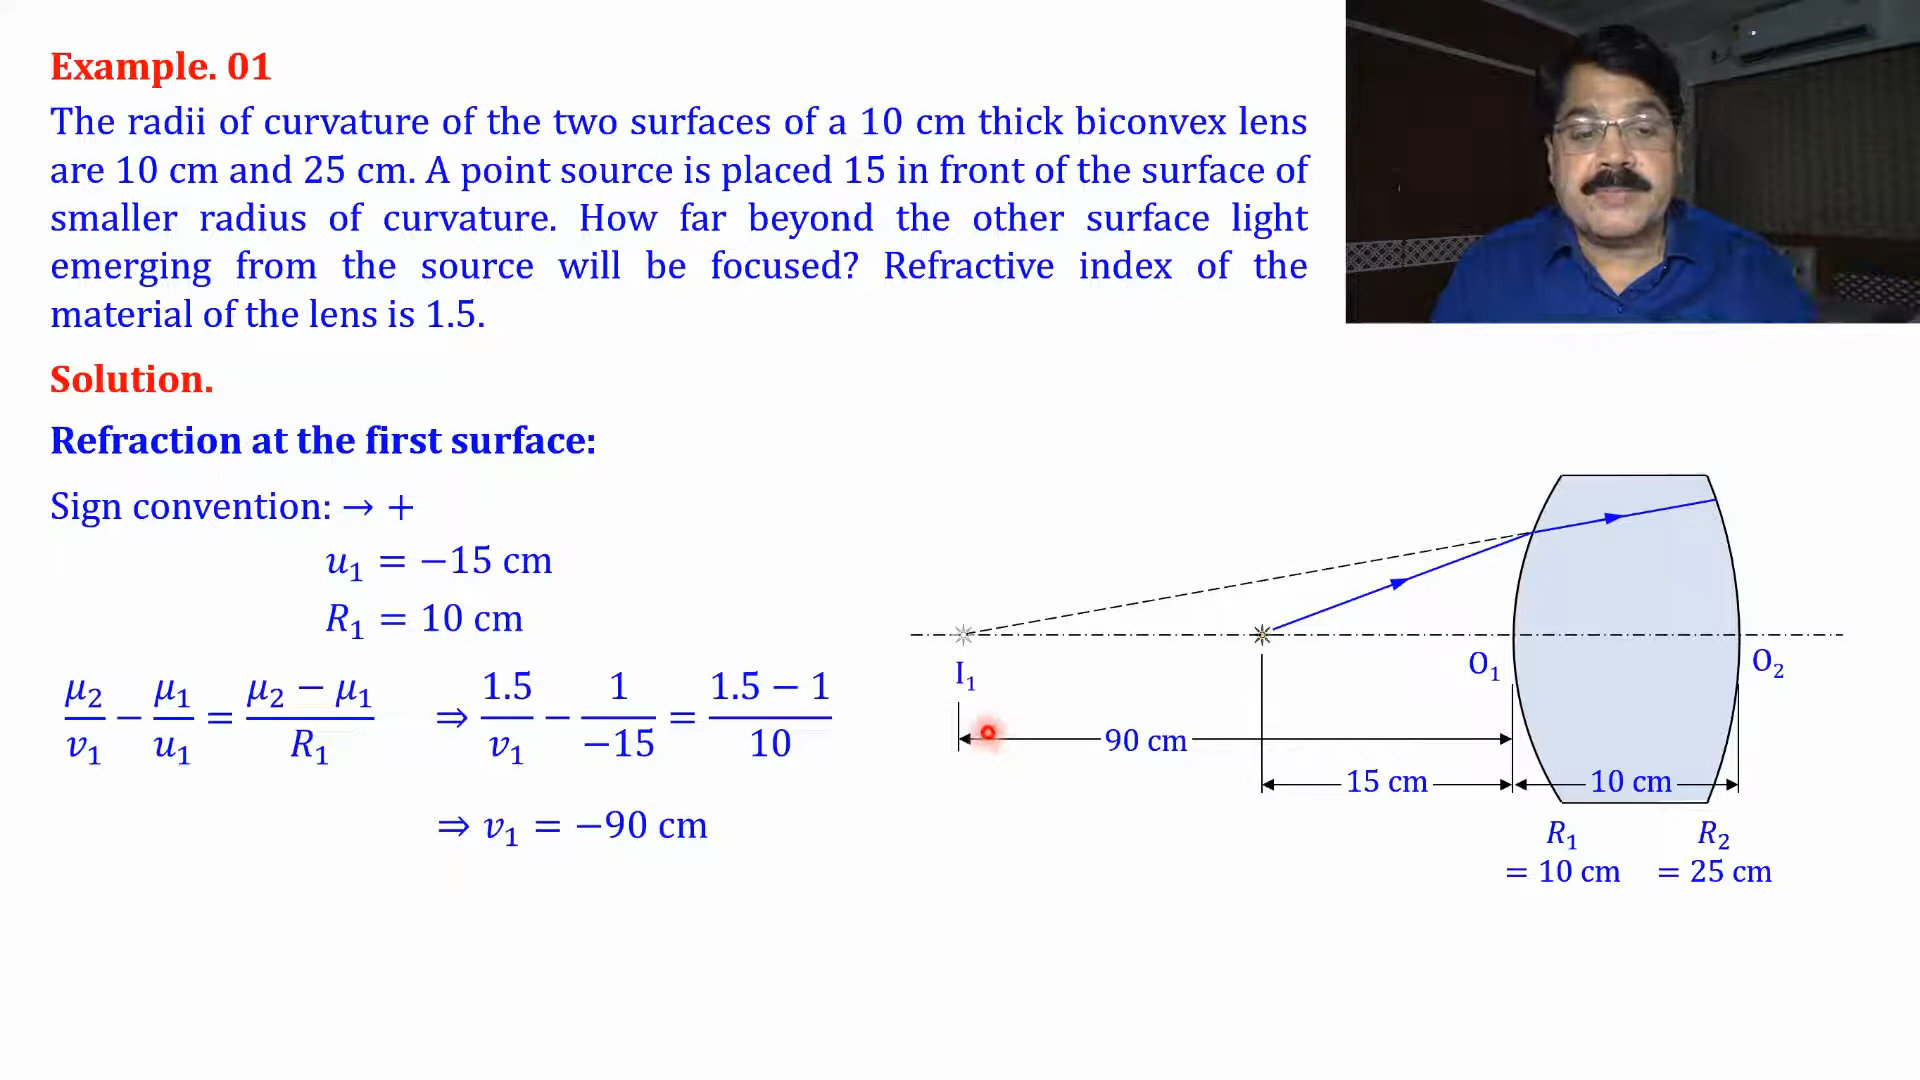 Example. 01
The radii of curvature of the two surfaces of a 10 cm thick biconvex lens
are 10 cm and 25 cm. A point source is placed 15 in front of the surface of
smaller radius of curvature. How far beyond the other surface light
emerging from the source will be focused? Refractive index of the
material of the lens is 1.5.
Solution.
Refraction at the first surface:
Sign convention: → +
u₁ = −15 cm
R₁ = 10 cm
μ₂/v₁ − μ₁/u₁ = (μ₂ − μ₁)/R₁ ⇒ 1.5/v₁ − 1/−15 = (1.5 − 1)/10
⇒ v₁ = −90 cm
I₁
O₁
O₂
90 cm
15 cm
10 cm
R₁ = 10 cm
R₂ = 25 cm